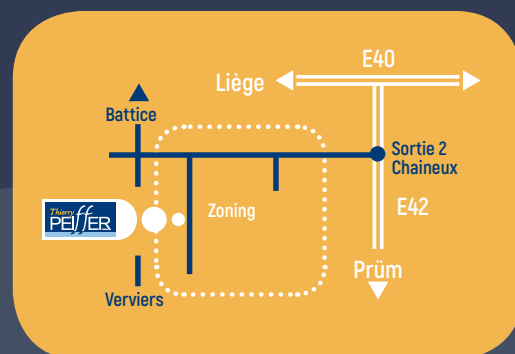 E40
Liège
Battice
Sortie 2
Chaineux
Zoning
E42
Thierry
PEIFFER
Prüm
Verviers